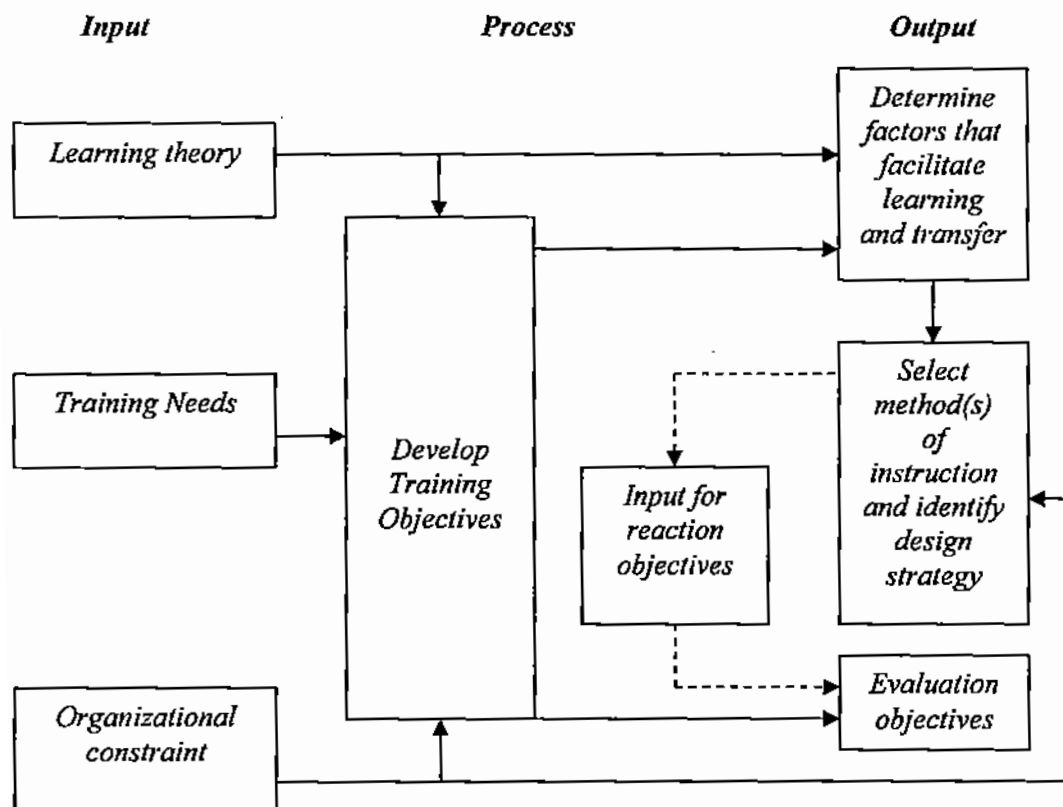 Input
Process
Output
Learning theory
Determine
factors that
facilitate
learning
and transfer
Training Needs
Develop
Training
Objectives
Input for
reaction
objectives
Select
method(s)
of
instruction
and identify
design
strategy
Organizational
constraint
Evaluation
objectives